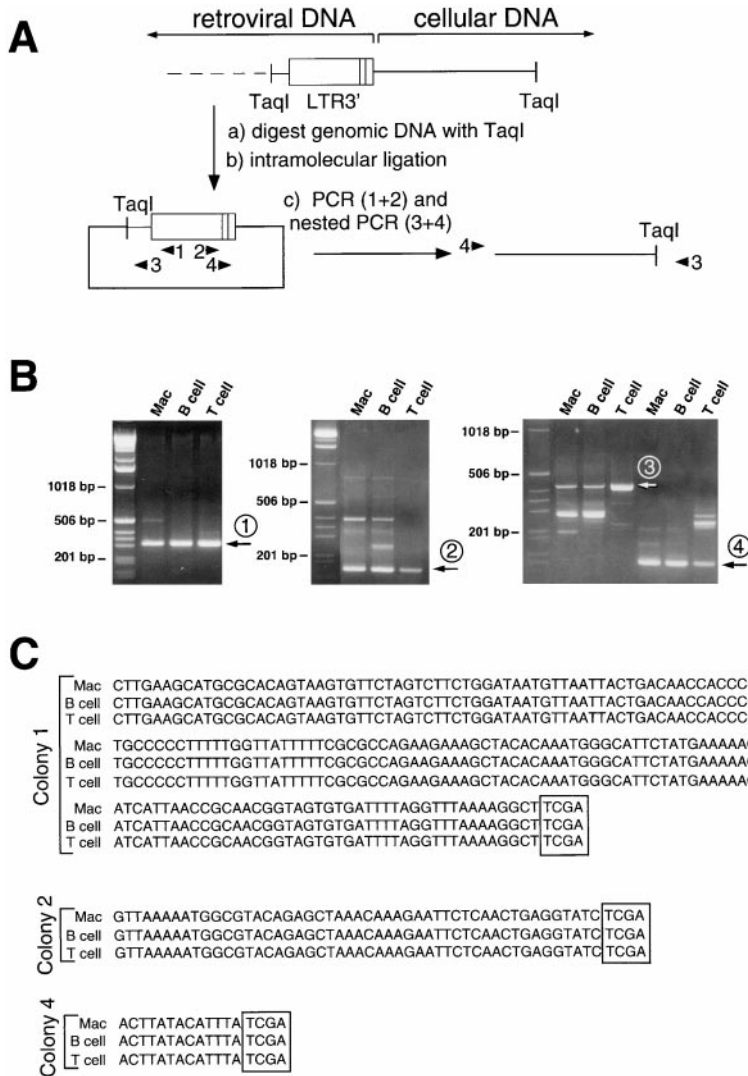 A
retroviral DNA
cellular DNA
TaqI
LTR3'
TaqI
a) digest genomic DNA with TaqI
b) intramolecular ligation
TaqI
c) PCR (1+2) and
nested PCR (3+4)
1
2
3
4
4
TaqI
3
B
Mac
B cell
T cell
1018 bp
506 bp
201 bp
1
Mac
B cell
T cell
1018 bp
506 bp
201 bp
2
Mac
B cell
T cell
Mac
B cell
T cell
1018 bp
506 bp
201 bp
3
4
C
Colony 1
Mac CTTGAAGCATGCGCACAGTAAGTGTTCTAGTCTTCTGGATAATGTTAATTACTGACAACCACCC
B cell CTTGAAGCATGCGCACAGTAAGTGTTCTAGTCTTCTGGATAATGTTAATTACTGACAACCACCC
T cell CTTGAAGCATGCGCACAGTAAGTGTTCTAGTCTTCTGGATAATGTTAATTACTGACAACCACCC
Mac TGCCCCCTTTTTGGTTATTTTTCGCGCCAGAAGAAAGCTACACAAATGGGCATTCTATGAAAAA
B cell TGCCCCCTTTTTGGTTATTTTTCGCGCCAGAAGAAAGCTACACAAATGGGCATTCTATGAAAAA
T cell TGCCCCCTTTTTGGTTATTTTTCGCGCCAGAAGAAAGCTACACAAATGGGCATTCTATGAAAAA
Mac ATCATTAACCGCAACGGTAGTGTGATTTTAGGTTTAAAAGGCT TCGA
B cell ATCATTAACCGCAACGGTAGTGTGATTTTAGGTTTAAAAGGCT TCGA
T cell ATCATTAACCGCAACGGTAGTGTGATTTTAGGTTTAAAAGGCT TCGA
Colony 2
Mac GTTAAAAATGGCGTACAGAGCTAAACAAAGAATTCTCAACTGAGGTATC TCGA
B cell GTTAAAAATGGCGTACAGAGCTAAACAAAGAATTCTCAACTGAGGTATC TCGA
T cell GTTAAAAATGGCGTACAGAGCTAAACAAAGAATTCTCAACTGAGGTATC TCGA
Colony 4
Mac ACTTATACATTTA TCGA
B cell ACTTATACATTTA TCGA
T cell ACTTATACATTTA TCGA